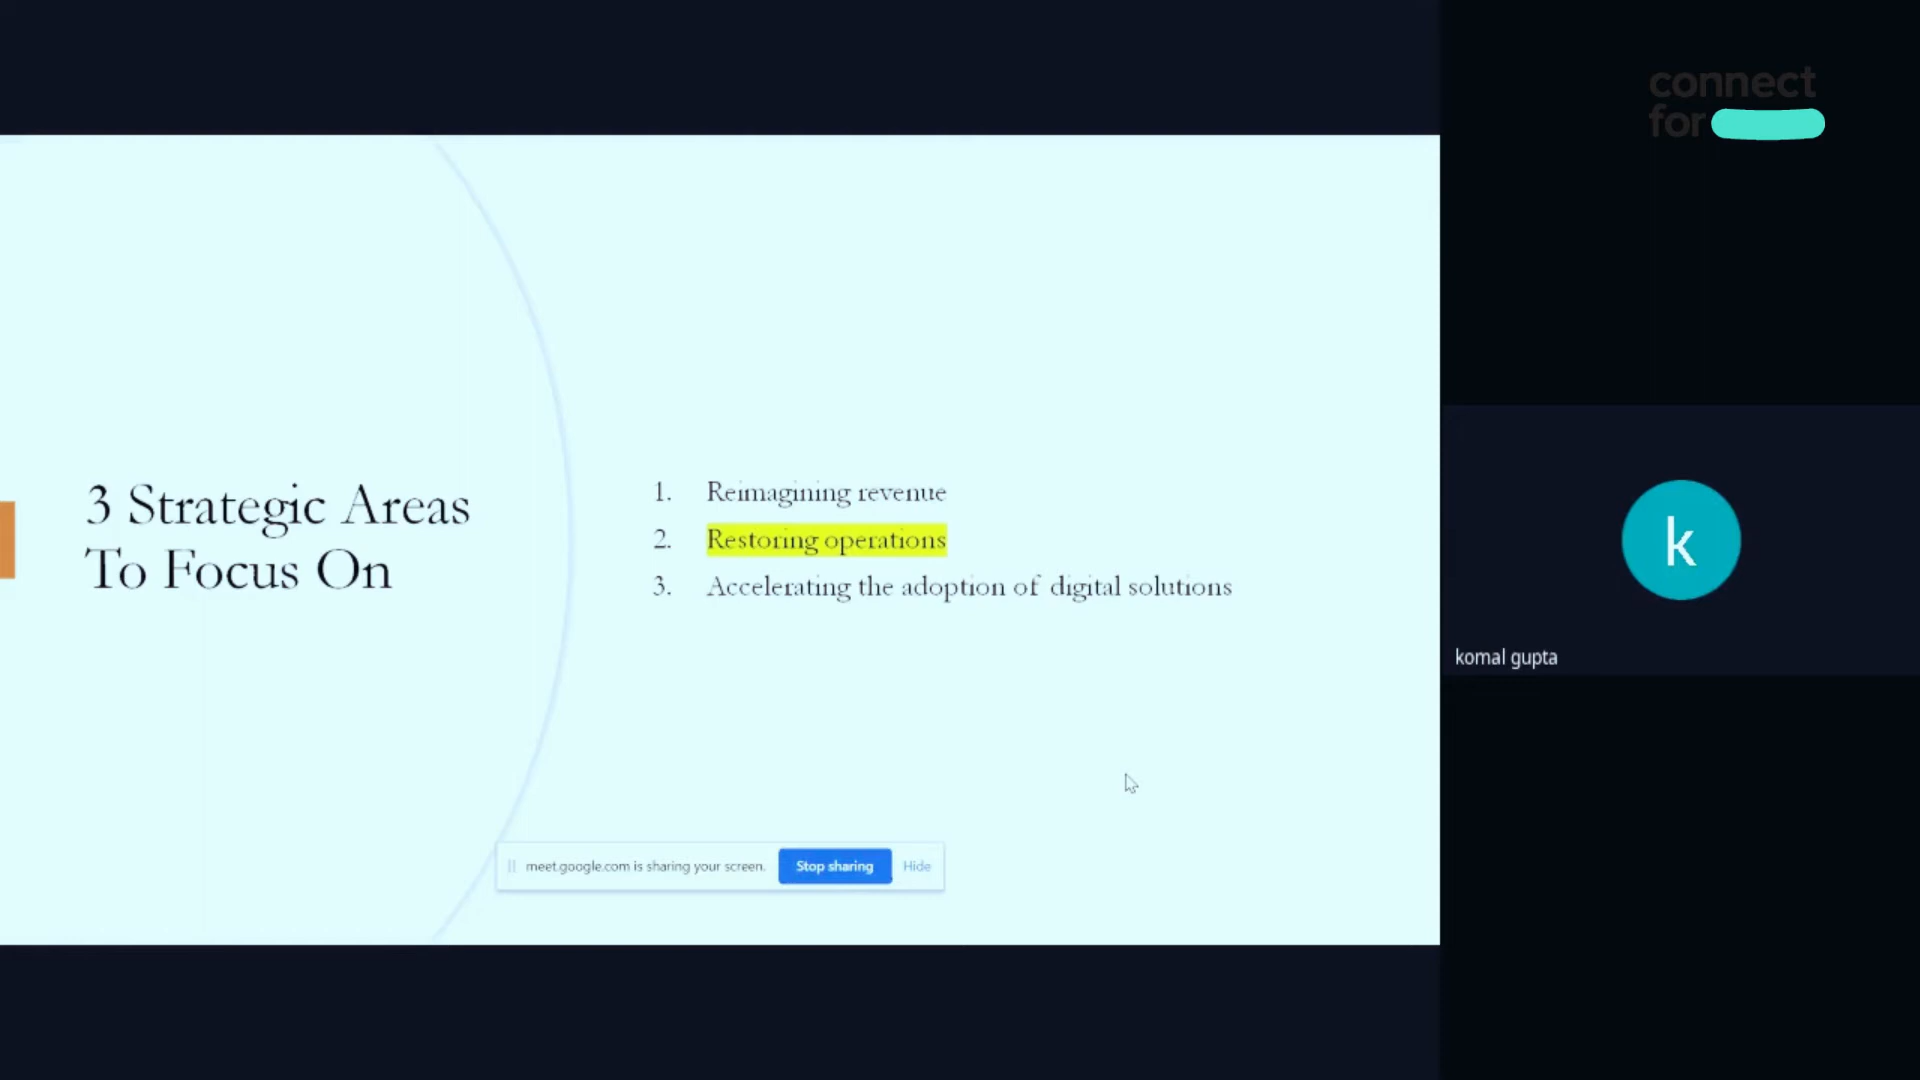 connect
for
3 Strategic Areas
To Focus On
1. Reimagining revenue
2. Restoring operations
3. Accelerating the adoption of digital solutions
k
komal gupta
meet.google.com is sharing your screen. Stop sharing Hide